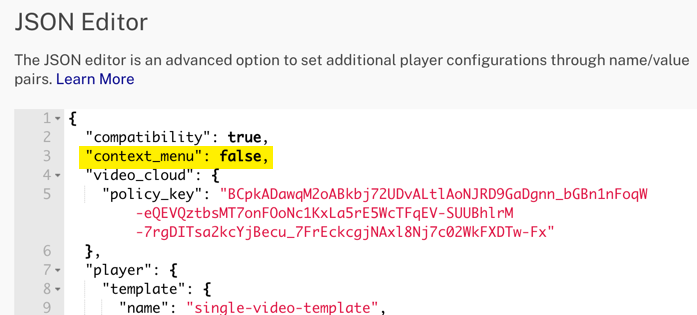 JSON Editor
The JSON editor is an advanced option to set additional player configurations through name/value
pairs. Learn More
1 {
2 "compatibility": true,
3 "context_menu": false,
4 "video_cloud": {
5 "policy_key": "BCpkADawqM2oABkbj72UDvALtlAoNJRD9GaDgnn_bGBn1nFoqW
-eQEVQztbsMT7onFOoNc1KxLa5rE5WcTFqEV-SUUBhlrM
-7rgDITsa2kcYjBecu_7FrEckcgjNAxl8Nj7c02WkFXDTw-Fx"
6 },
7 "player": {
8 "template": {
9 "name": "single-video-template",